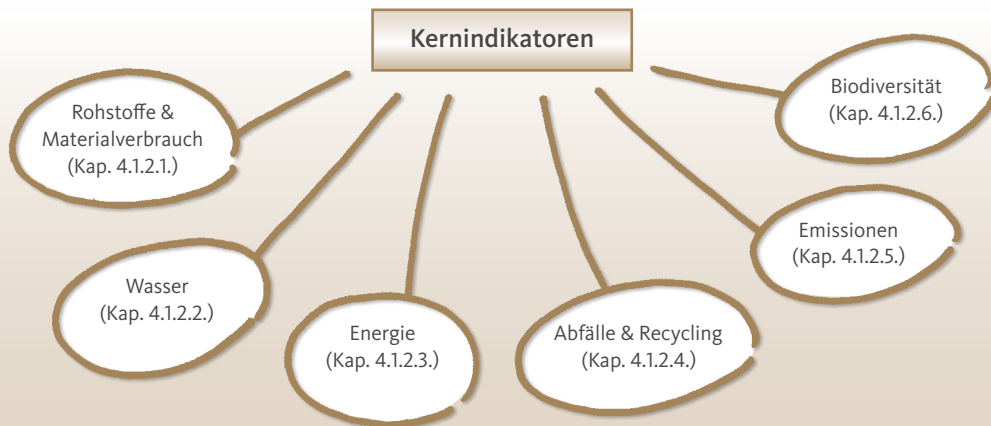 Kernindikatoren
Rohstoffe &
Materialverbrauch
(Kap. 4.1.2.1.)
Wasser
(Kap. 4.1.2.2.)
Energie
(Kap. 4.1.2.3.)
Abfälle & Recycling
(Kap. 4.1.2.4.)
Emissionen
(Kap. 4.1.2.5.)
Biodiversität
(Kap. 4.1.2.6.)